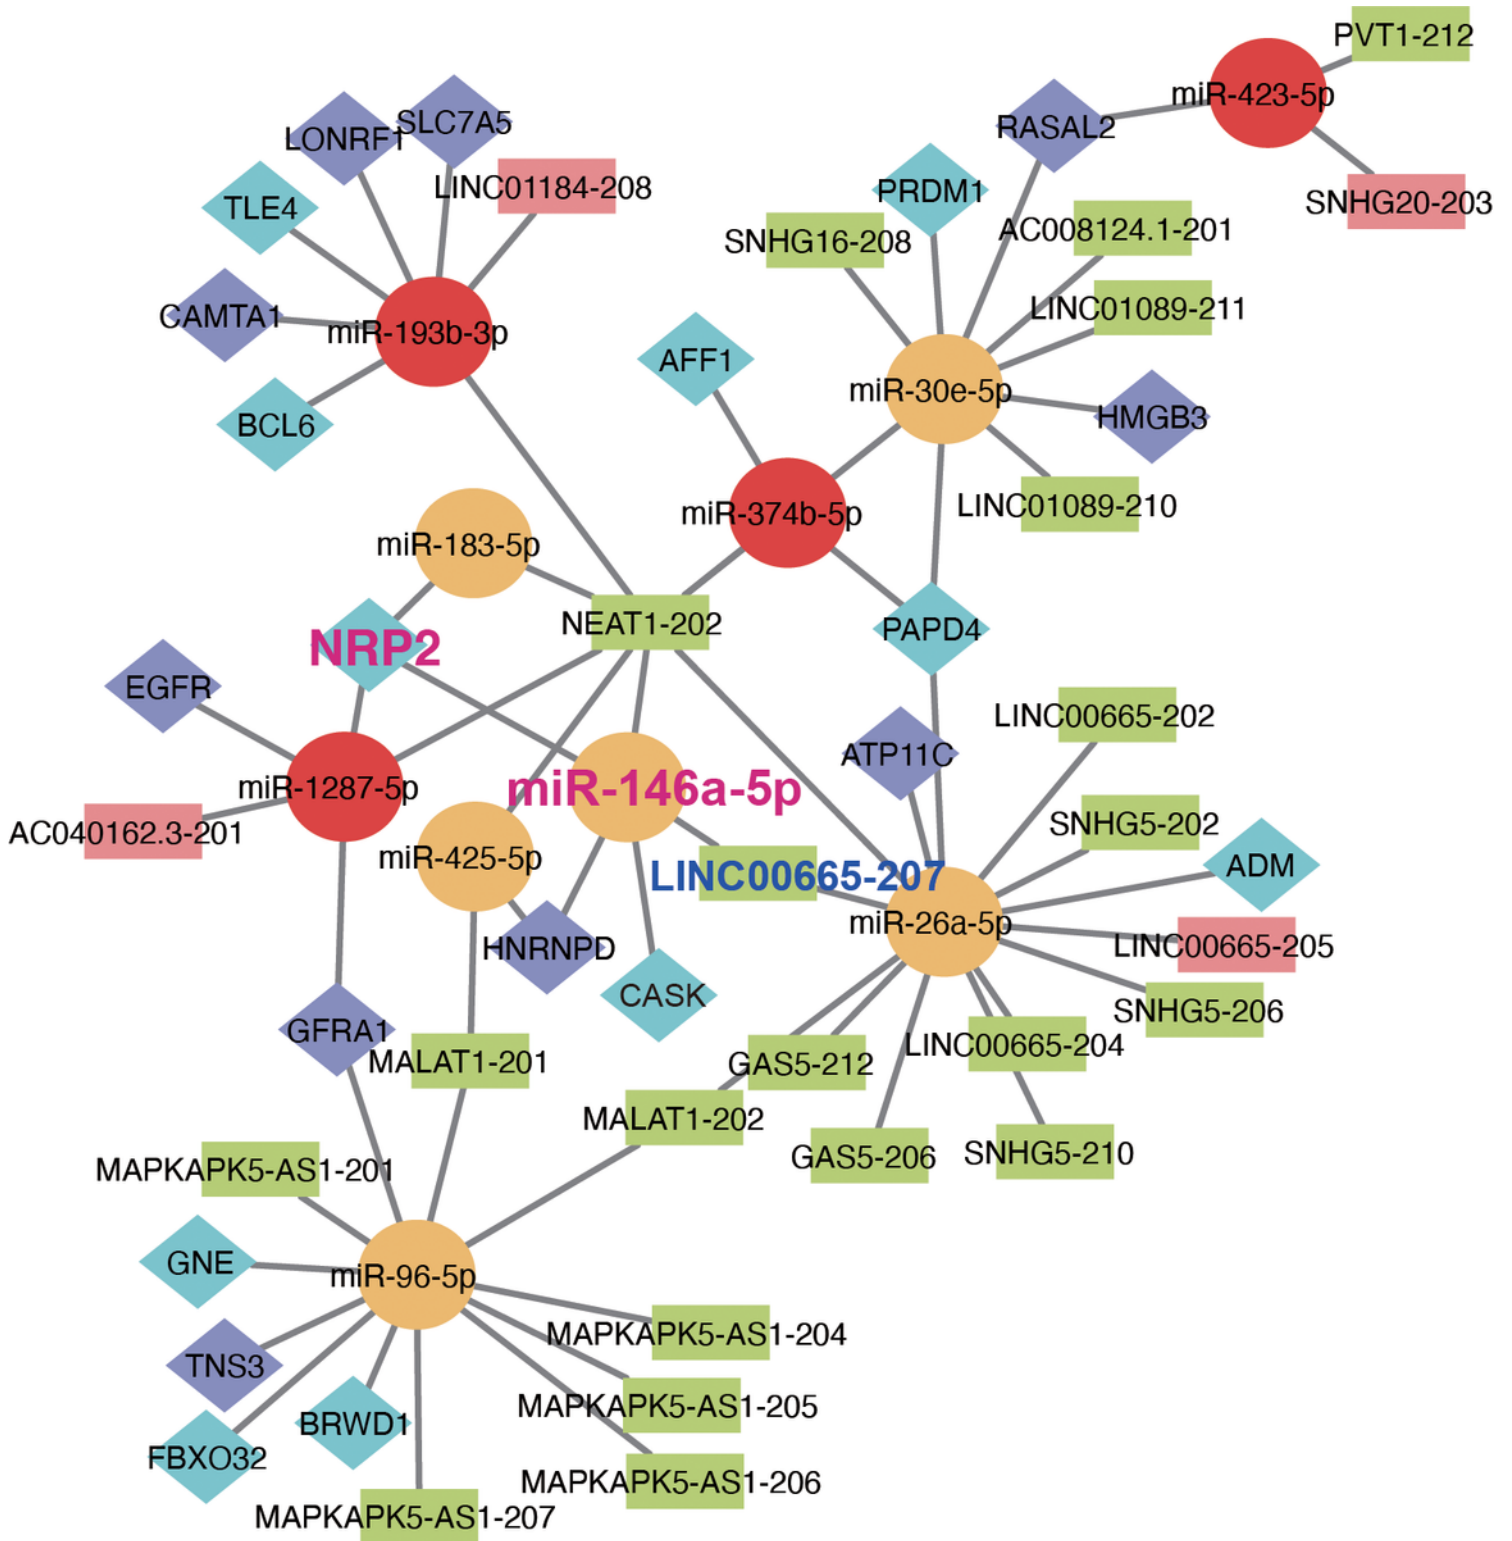 PVT1-212
miR-423-5p
SLC7A5
LONRF1
RASAL2
LINC01184-208
PRDM1
SNHG20-203
TLE4
AC008124.1-201
SNHG16-208
LINC01089-211
CAMTA1
miR-193b-3p
AFF1
miR-30e-5p
HMGB3
BCL6
LINC01089-210
miR-374b-5p
miR-183-5p
NEAT1-202
PAPD4
NRP2
EGFR
LINC00665-202
ATP11C
miR-1287-5p
miR-146a-5p
SNHG5-202
AC040162.3-201
miR-425-5p
ADM
LINC00665-207
miR-26a-5p
LINC00665-205
HNRNPD
CASK
SNHG5-206
GFRA1
LINC00665-204
MALAT1-201
GAS5-212
MALAT1-202
SNHG5-210
GAS5-206
MAPKAPK5-AS1-201
GNE
miR-96-5p
MAPKAPK5-AS1-204
TNS3
MAPKAPK5-AS1-205
BRWD1
FBXO32
MAPKAPK5-AS1-206
MAPKAPK5-AS1-207